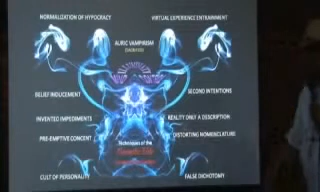 NORMALIZATION OF HYPOCRACY
VIRTUAL EXPERIENCE ENTRAINMENT
AURIC VAMPIRISM
BELIEF INDUCEMENT
SECOND INTENTIONS
INVENTED IMPEDIMENTS
REALITY ONLY A DESCRIPTION
PRE-EMPTIVE CONCENT
DISTORTING NOMENCLATURE
Techniques of the
CULT OF PERSONALITY
FALSE DICHOTOMY